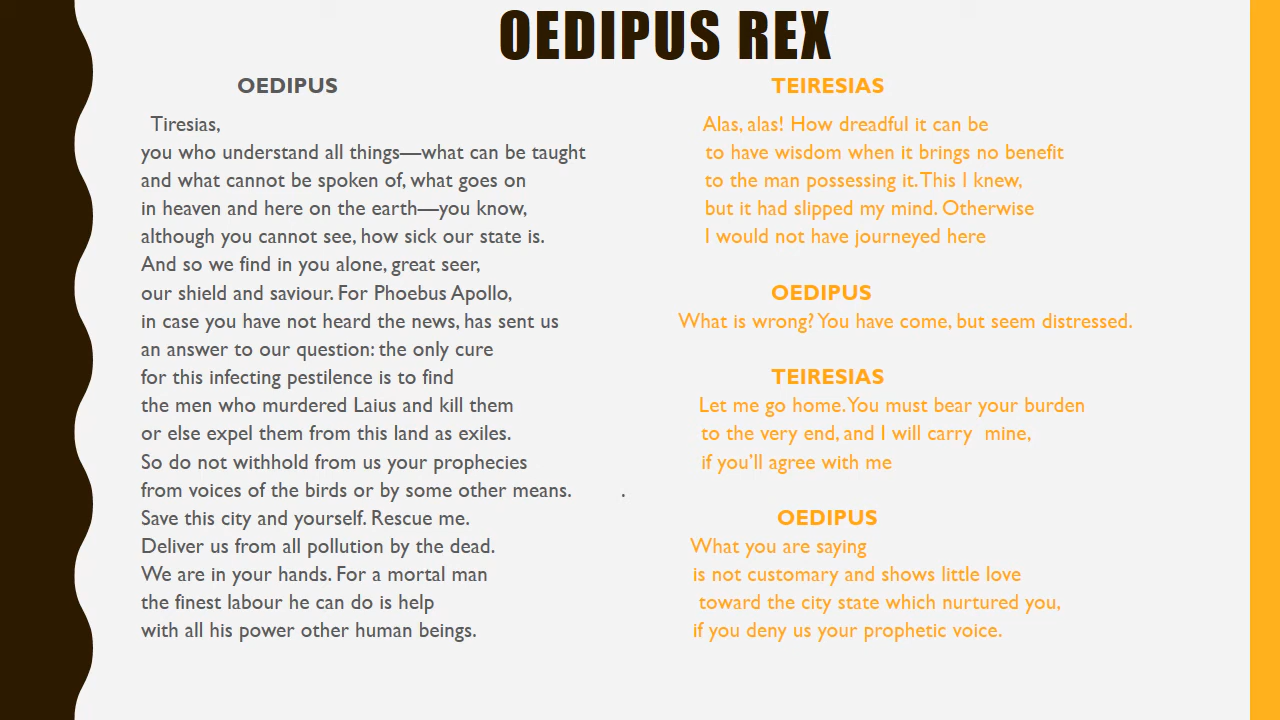 OEDIPUS REX
OEDIPUS
Tiresias,
you who understand all things—what can be taught
and what cannot be spoken of, what goes on
in heaven and here on the earth—you know,
although you cannot see, how sick our state is.
And so we find in you alone, great seer,
our shield and saviour. For Phoebus Apollo,
in case you have not heard the news, has sent us
an answer to our question: the only cure
for this infecting pestilence is to find
the men who murdered Laius and kill them
or else expel them from this land as exiles.
So do not withhold from us your prophecies
from voices of the birds or by some other means. .
Save this city and yourself. Rescue me.
Deliver us from all pollution by the dead.
We are in your hands. For a mortal man
the finest labour he can do is help
with all his power other human beings.
TEIRESIAS
Alas, alas! How dreadful it can be
to have wisdom when it brings no benefit
to the man possessing it. This I knew,
but it had slipped my mind. Otherwise
I would not have journeyed here
OEDIPUS
What is wrong? You have come, but seem distressed.
TEIRESIAS
Let me go home. You must bear your burden
to the very end, and I will carry mine,
if you'll agree with me
OEDIPUS
What you are saying
is not customary and shows little love
toward the city state which nurtured you,
if you deny us your prophetic voice.